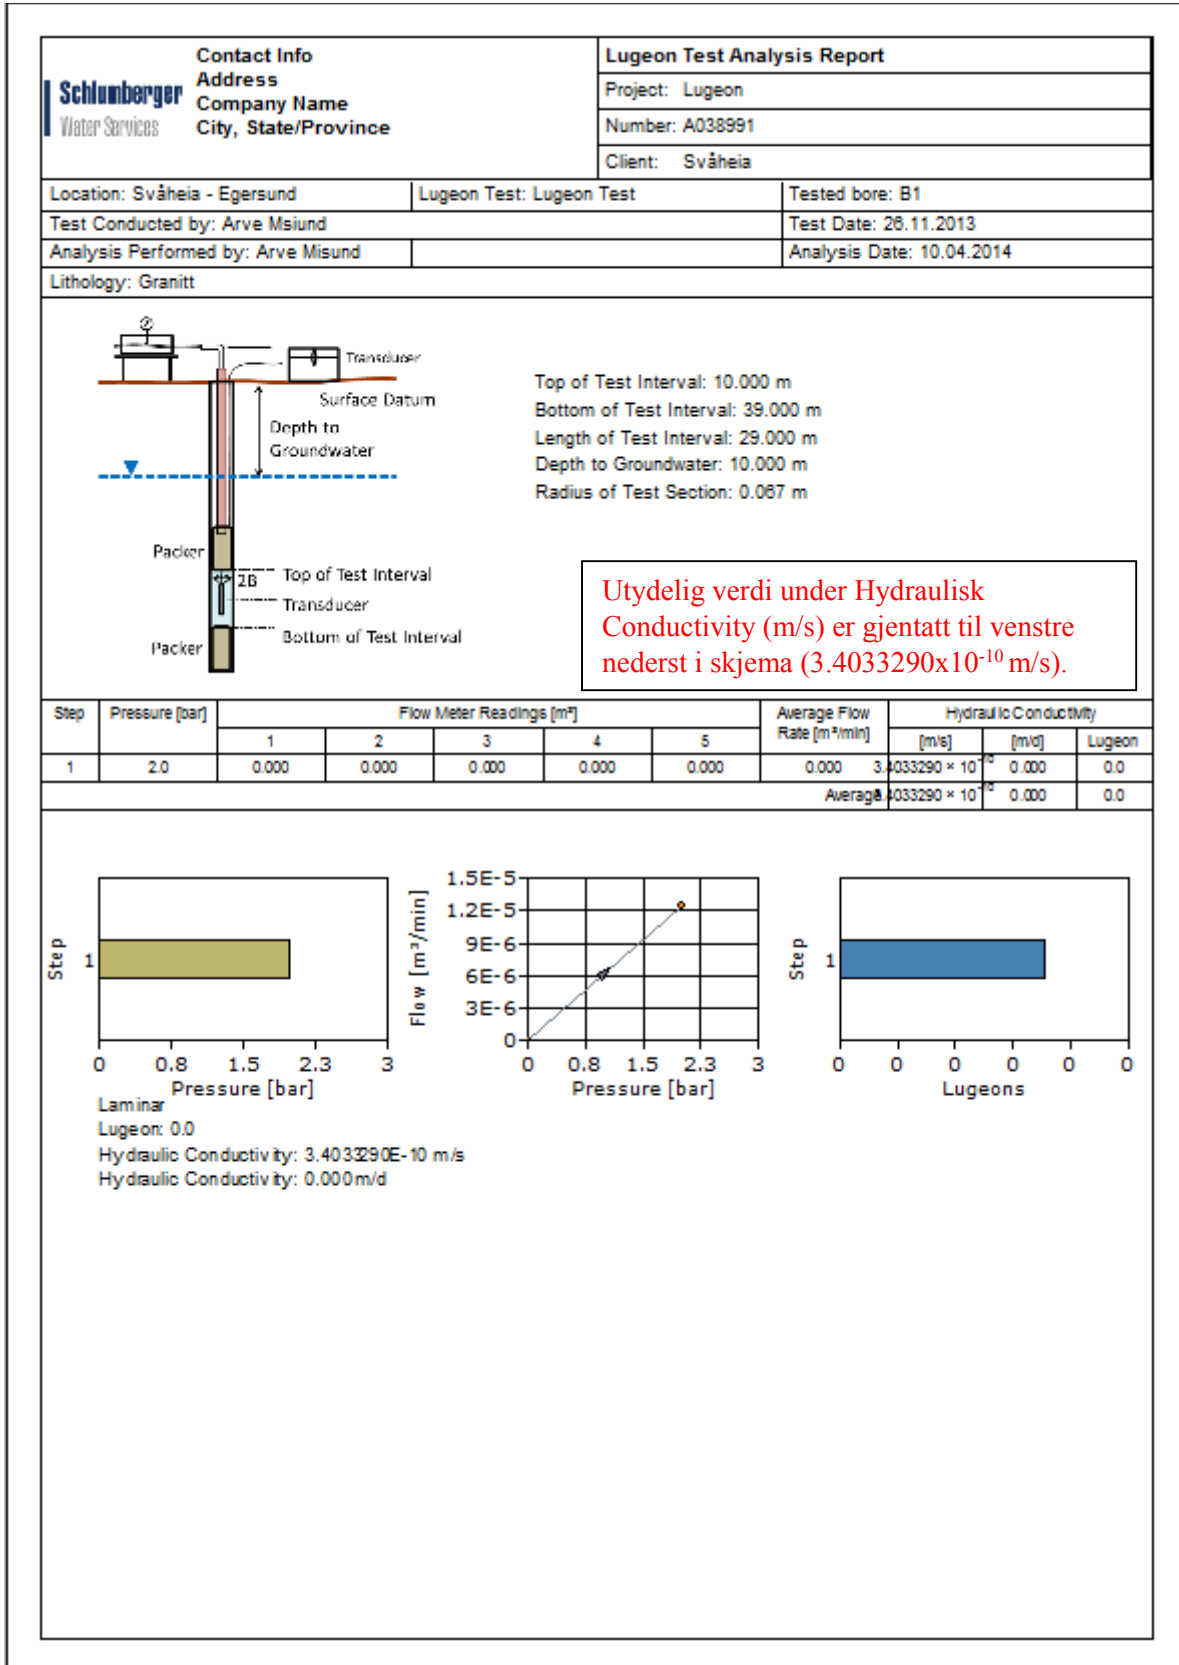 Schlumberger
Water Services
Contact Info
Address
Company Name
City, State/Province
Lugeon Test Analysis Report
Project: Lugeon
Number: A038991
Client: Svåheia
Location: Svåheia - Egersund
Lugeon Test: Lugeon Test
Tested bore: B1
Test Conducted by: Arve Msiund
Test Date: 26.11.2013
Analysis Performed by: Arve Misund
Analysis Date: 10.04.2014
Lithology: Granitt
Transducer
Surface Datum
Depth to
Groundwater
Packer
2B
Top of Test Interval
Transducer
Bottom of Test Interval
Packer
Top of Test Interval: 10.000 m
Bottom of Test Interval: 39.000 m
Length of Test Interval: 29.000 m
Depth to Groundwater: 10.000 m
Radius of Test Section: 0.067 m
Utydelig verdi under Hydraulisk
Conductivity (m/s) er gjentatt til venstre
nederst i skjema (3.4033290x10⁻¹⁰ m/s).
Step Pressure [bar] Flow Meter Readings [m³] Average Flow Rate [m³/min] Hydraulic Conductivity
1 2 3 4 5 [m/s] [m/d] Lugeon
1 2.0 0.000 0.000 0.000 0.000 0.000 0.000 3.4033290 × 10⁻¹⁰ 0.000 0.0
Average 3.4033290 × 10⁻¹⁰ 0.000 0.0
Step
1
0 0.8 1.5 2.3 3
Pressure [bar]
Flow [m³/min]
1.5E-5
1.2E-5
9E-6
6E-6
3E-6
0
0 0.8 1.5 2.3 3
Pressure [bar]
Step
1
0 0 0 0 0 0
Lugeons
Laminar
Lugeon: 0.0
Hydraulic Conductivity: 3.4033290E-10 m/s
Hydraulic Conductivity: 0.000 m/d